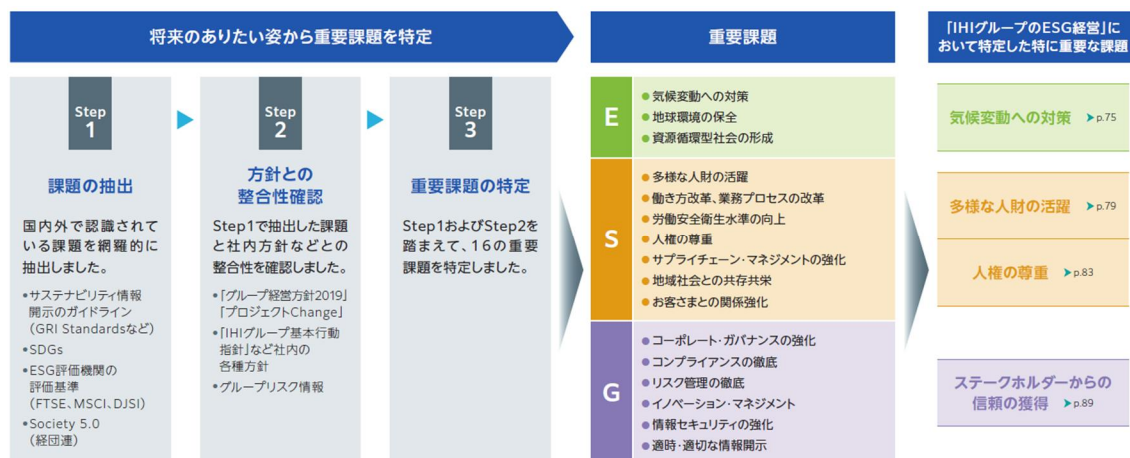 将来のありたい姿から重要課題を特定
重要課題
「IHIグループのESG経営」に
おいて特定した特に重要な課題
Step
1
課題の抽出
国内外で認識されて
いる課題を網羅的に
抽出しました。
•サステナビリティ情報
開示のガイドライン
(GRI Standardsなど)
•SDGs
•ESG評価機関の
評価基準
(FTSE、MSCI、DJSI)
•Society 5.0
(経団連)
Step
2
方針との
整合性確認
Step1で抽出した課題
と社内方針などとの
整合性を確認しました。
•「グループ経営方針2019」
「プロジェクトChange」
•「IHIグループ基本行動
指針」など社内の
各種方針
•グループリスク情報
Step
3
重要課題の特定
Step1およびStep2を
踏まえて、16の重要
課題を特定しました。
E
●気候変動への対策
●地球環境の保全
●資源循環型社会の形成
S
●多様な人財の活躍
●働き方改革、業務プロセスの改革
●労働安全衛生水準の向上
●人権の尊重
●サプライチェーン・マネジメントの強化
●地域社会との共存共栄
●お客さまとの関係強化
G
●コーポレート・ガバナンスの強化
●コンプライアンスの徹底
●リスク管理の徹底
●イノベーション・マネジメント
●情報セキュリティの強化
●適時・適切な情報開示
気候変動への対策 ➤p.75
多様な人財の活躍 ➤p.79
人権の尊重 ➤p.83
ステークホルダーからの
信頼の獲得 ➤p.89